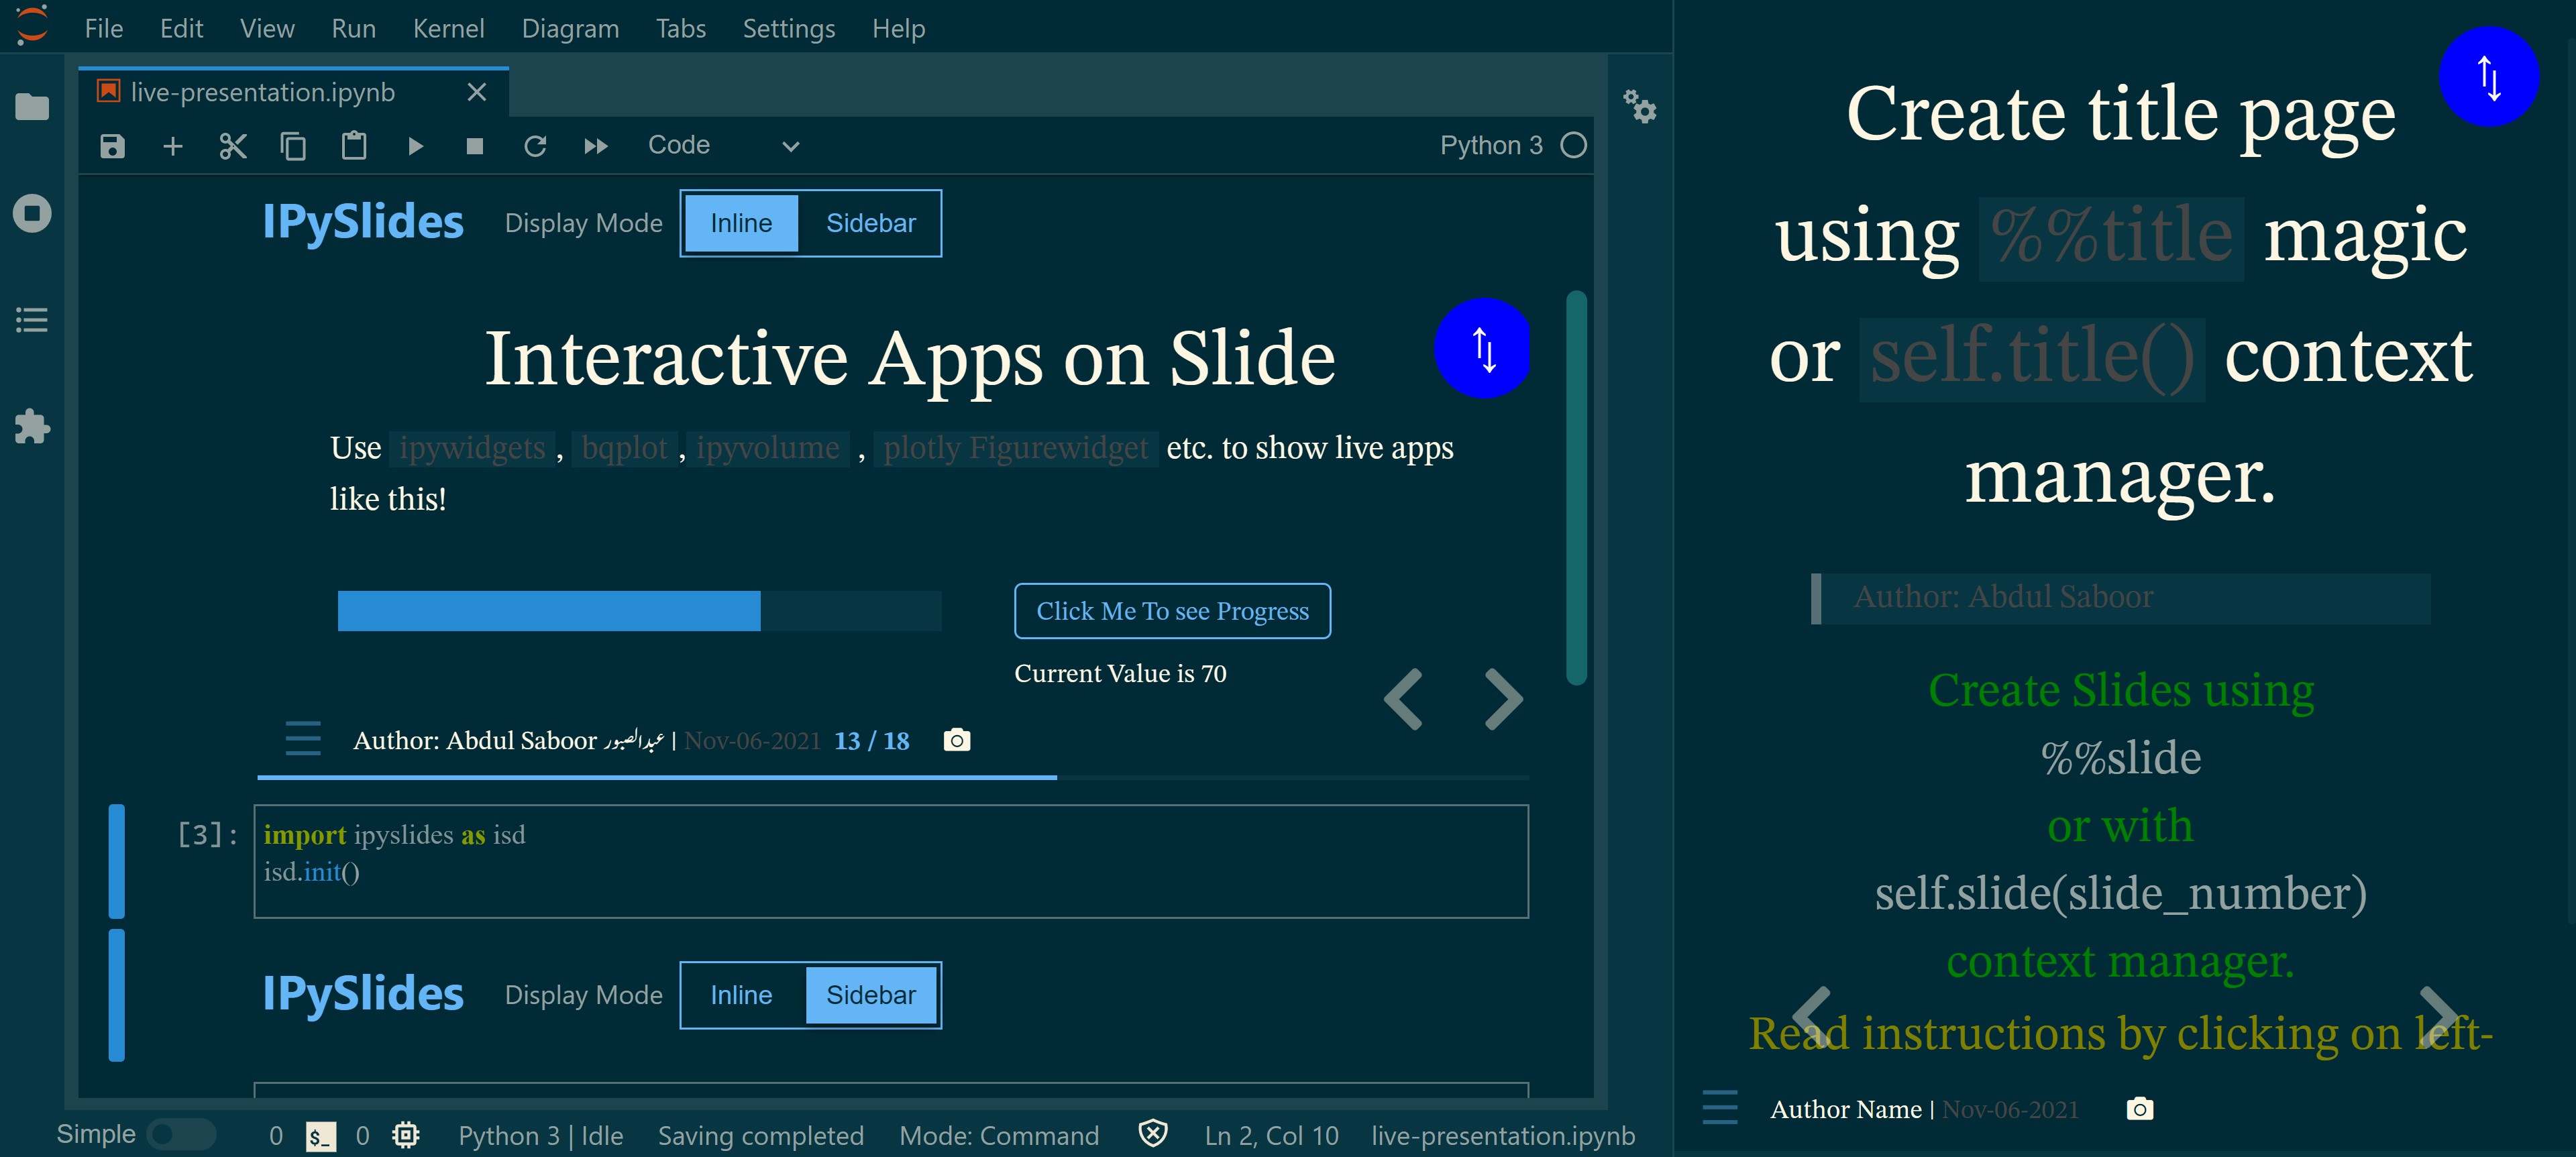 File Edit View Run Kernel Diagram Tabs Settings Help
live-presentation.ipynb
Code
Python 3
IPySlides Display Mode Inline Sidebar
Interactive Apps on Slide
Use ipywidgets , bqplot , ipyvolume , plotly Figurewidget etc. to show live apps
like this!
Click Me To see Progress
Current Value is 70
Author: Abdul Saboor عبدالصبور | Nov-06-2021 13 / 18
[3]: import ipyslides as isd
isd.init()
IPySlides Display Mode Inline Sidebar
Simple 0 $_ 0 Python 3 | Idle Saving completed Mode: Command Ln 2, Col 10 live-presentation.ipynb
Create title page
using %%title magic
or self.title() context
manager.
Author: Abdul Saboor
Create Slides using
%%slide
or with
self.slide(slide_number)
context manager.
Read instructions by clicking on left-
Author Name | Nov-06-2021